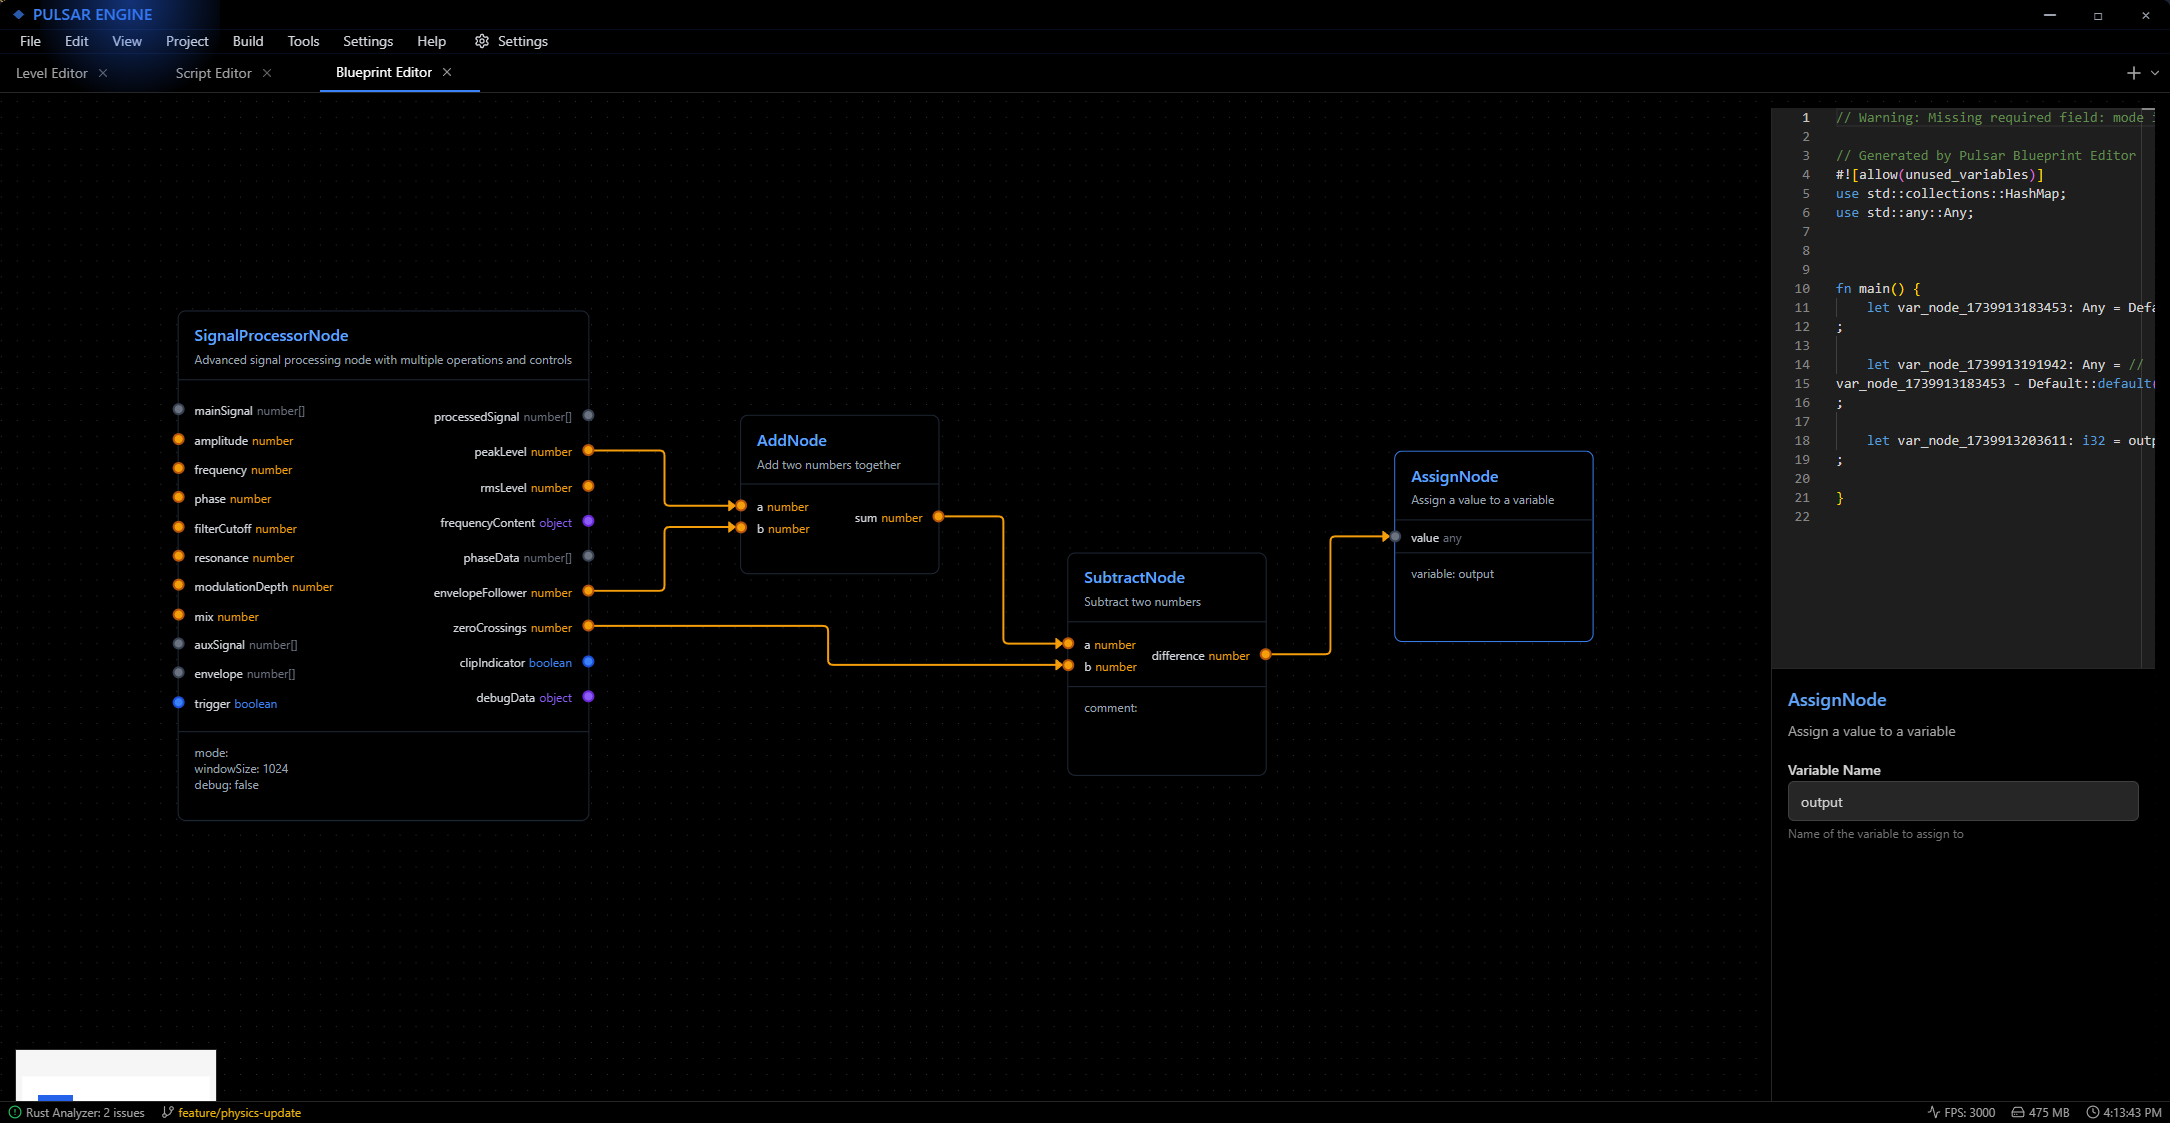 PULSAR ENGINE
File Edit View Project Build Tools Settings Help Settings
Level Editor Script Editor Blueprint Editor
SignalProcessorNode
Advanced signal processing node with multiple operations and controls
mainSignal number[]
amplitude number
frequency number
phase number
filterCutoff number
resonance number
modulationDepth number
mix number
auxSignal number[]
envelope number[]
trigger boolean
processedSignal number[]
peakLevel number
rmsLevel number
frequencyContent object
phaseData number[]
envelopeFollower number
zeroCrossings number
clipIndicator boolean
debugData object
mode:
windowSize: 1024
debug: false
AddNode
Add two numbers together
a number
b number
sum number
SubtractNode
Subtract two numbers
a number
b number
difference number
comment:
AssignNode
Assign a value to a variable
value any
variable: output
1 // Warning: Missing required field: mode
2
3 // Generated by Pulsar Blueprint Editor
4 #![allow(unused_variables)]
5 use std::collections::HashMap;
6 use std::any::Any;
7
8
9
10 fn main() {
11 let var_node_1739913183453: Any = Defa
12 ;
13
14 let var_node_1739913191942: Any = //
15 var_node_1739913183453 - Default::default(
16 ;
17
18 let var_node_1739913203611: i32 = outp
19 ;
20
21 }
22
AssignNode
Assign a value to a variable
Variable Name
output
Name of the variable to assign to
Rust Analyzer: 2 issues feature/physics-update FPS: 3000 475 MB 4:13:43 PM